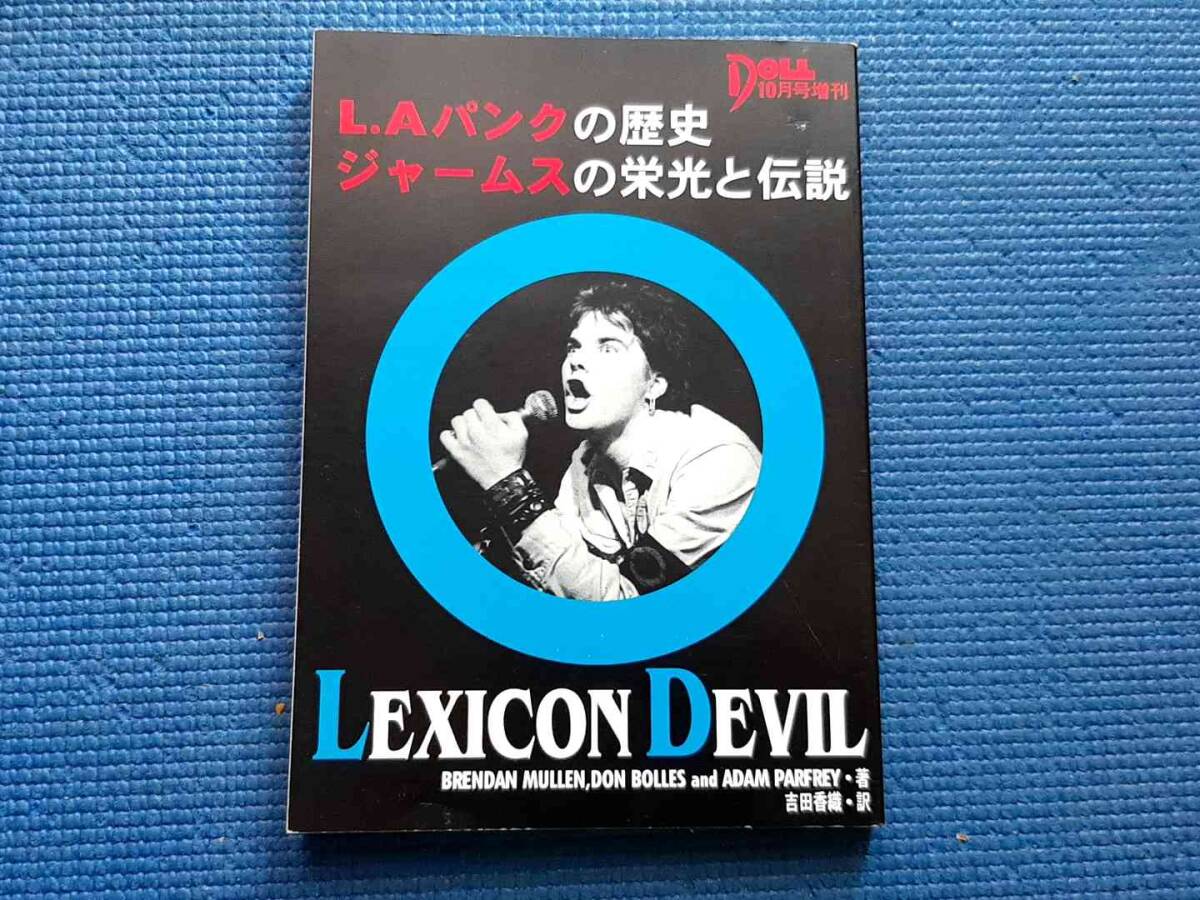 DOLL
10月号増刊
L.Aパンクの歴史
ジャームスの栄光と伝説
LEXICON DEVIL
BRENDAN MULLEN,DON BOLLES and ADAM PARFREY・著
吉田香織・訳